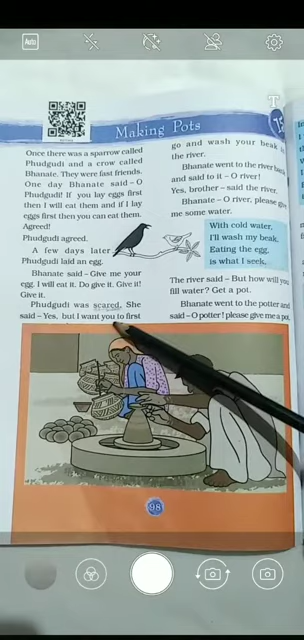 Auto
Making Pots
Once there was a sparrow called
Phudgudi and a crow called
Bhanate. They were fast friends.
One day Bhanate said – O
Phudgudi! If you lay eggs first
then I will eat them and if I lay
eggs first then you can eat them.
Agreed!
Phudgudi agreed.
A few days later
Phudgudi laid an egg.
Bhanate said – Give me your
egg. I will eat it. Do give it. Give it!
Give it.
Phudgudi was scared. She
said – Yes, but I want you to first
go and wash your beak in
the river.
Bhanate went to the river
and said to it – O river!
Yes, brother – said the river.
Bhanate – O river, please give
me some water.
With cold water,
I'll wash my beak,
Eating the egg,
is what I seek,
The river said – But how will you
fill water? Get a pot.
Bhanate went to the potter and
said – O potter! please give me a pot,
98